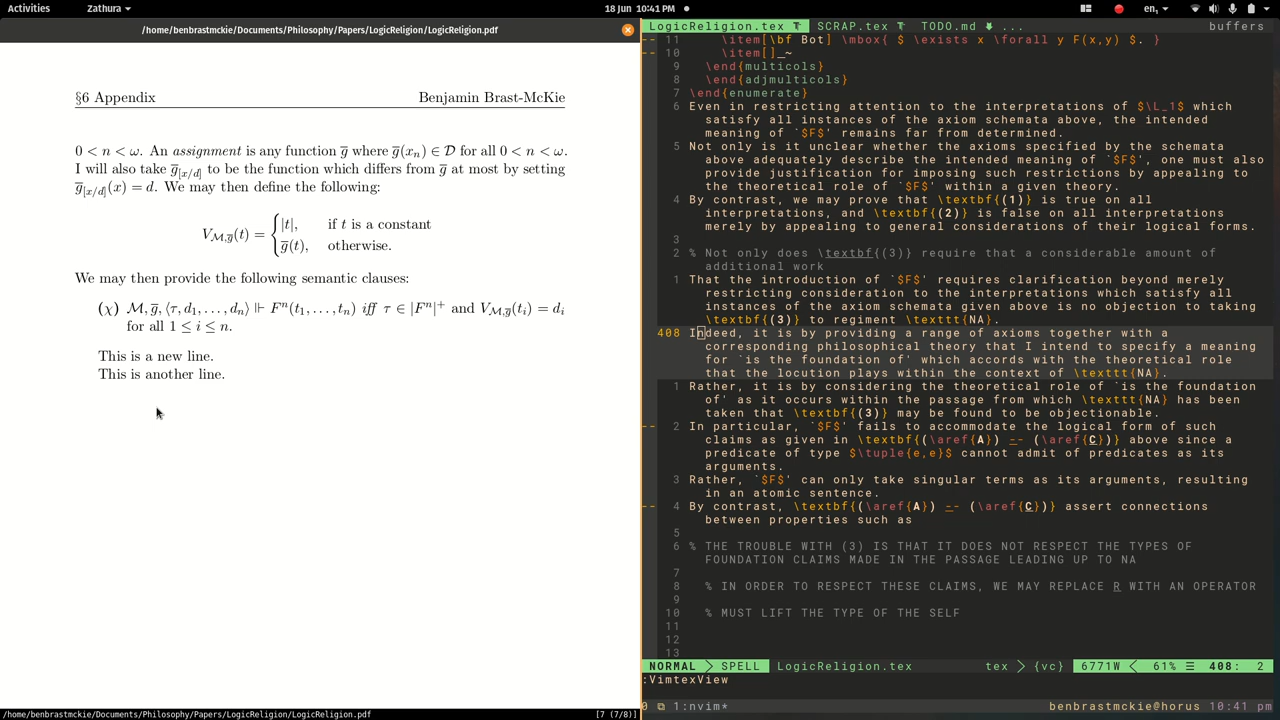 Activities Zathura 18 Jun 10:41 PM en
/home/benbrastmckie/Documents/Philosophy/Papers/LogicReligion/LogicReligion.pdf
§6 Appendix Benjamin Brast-McKie
0 < n < ω. An assignment is any function g̅ where g̅(xₙ) ∈ 𝒟̅ for all 0 < n < ω.
I will also take g̅[x/d] to be the function which differs from g̅ at most by setting
g̅[x/d](x) = d. We may then define the following:
V_{ℳ,g̅}(t) = { |t|, if t is a constant
g̅(t), otherwise.
We may then provide the following semantic clauses:
(χ) ℳ, g̅, ⟨τ, d₁, . . . , dₙ⟩ ⊩ Fⁿ(t₁, . . . , tₙ) iff τ ∈ |Fⁿ|⁺ and V_{ℳ,g̅}(tᵢ) = dᵢ
for all 1 ≤ i ≤ n.
This is a new line.
This is another line.
/home/benbrastmckie/Documents/Philosophy/Papers/LogicReligion/LogicReligion.pdf [7 (7/8)]
LogicReligion.tex SCRAP.tex TODO.md ... buffers
-- 11 \item[\bf Bot] \mbox{ $ \exists x \forall y F(x,y) $. }
-- 10 \item[]_~
9 \end{multicols}
8 \end{adjmulticols}
7 \end{enumerate}
6 Even in restricting attention to the interpretations of $\L_1$ which
satisfy all instances of the axiom schemata above, the intended
meaning of `$F$' remains far from determined.
5 Not only is it unclear whether the axioms specified by the schemata
above adequately describe the intended meaning of `$F$', one must also
provide justification for imposing such restrictions by appealing to
the theoretical role of `$F$' within a given theory.
4 By contrast, we may prove that \textbf{(1)} is true on all
interpretations, and \textbf{(2)} is false on all interpretations
merely by appealing to general considerations of their logical forms.
3
2 % Not only does \textbf{(3)} require that a considerable amount of
additional work
1 That the introduction of `$F$' requires clarification beyond merely
restricting consideration to the interpretations which satisfy all
instances of the axiom schemata given above is no objection to taking
\textbf{(3)} to regiment \texttt{NA}.
408 Indeed, it is by providing a range of axioms together with a
corresponding philosophical theory that I intend to specify a meaning
for `is the foundation of' which accords with the theoretical role
that the locution plays within the context of \texttt{NA}.
1 Rather, it is by considering the theoretical role of `is the foundation
of' as it occurs within the passage from which \texttt{NA} has been
taken that \textbf{(3)} may be found to be objectionable.
-- 2 In particular, `$F$' fails to accommodate the logical form of such
claims as given in \textbf{(\aref{A}) -- (\aref{C})} above since a
predicate of type $\tuple{e,e}$ cannot admit of predicates as its
arguments.
3 Rather, `$F$' can only take singular terms as its arguments, resulting
in an atomic sentence.
-- 4 By contrast, \textbf{(\aref{A}) -- (\aref{C})} assert connections
between properties such as
5
6 % THE TROUBLE WITH (3) IS THAT IT DOES NOT RESPECT THE TYPES OF
FOUNDATION CLAIMS MADE IN THE PASSAGE LEADING UP TO NA
7
8 % IN ORDER TO RESPECT THESE CLAIMS, WE MAY REPLACE R WITH AN OPERATOR
9
10 % MUST LIFT THE TYPE OF THE SELF
11
12
13
NORMAL SPELL LogicReligion.tex tex {vc} 6771W 61% ☰ 408: 2
:VimtexView
0 1:nvim* benbrastmckie@horus 10:41 pm